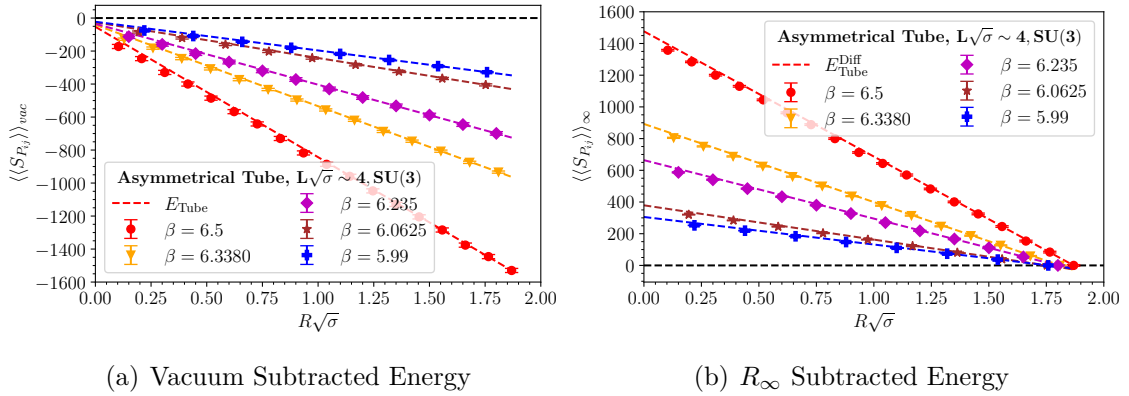 0
−200
−400
−600
−800
−1000
−1200
−1400
−1600
⟨⟨S_{P_{ij}}⟩⟩_{vac}
Asymmetrical Tube, L√σ ∼ 4, SU(3)
E_{Tube}
β = 6.5
β = 6.3380
β = 6.235
β = 6.0625
β = 5.99
0.00 0.25 0.50 0.75 1.00 1.25 1.50 1.75 2.00
R√σ
(a) Vacuum Subtracted Energy
1600
1400
1200
1000
800
600
400
200
0
⟨⟨S_{P_{ij}}⟩⟩_∞
Asymmetrical Tube, L√σ ∼ 4, SU(3)
E_{Tube}^{Diff}
β = 6.5
β = 6.3380
β = 6.235
β = 6.0625
β = 5.99
0.00 0.25 0.50 0.75 1.00 1.25 1.50 1.75 2.00
R√σ
(b) R_∞ Subtracted Energy